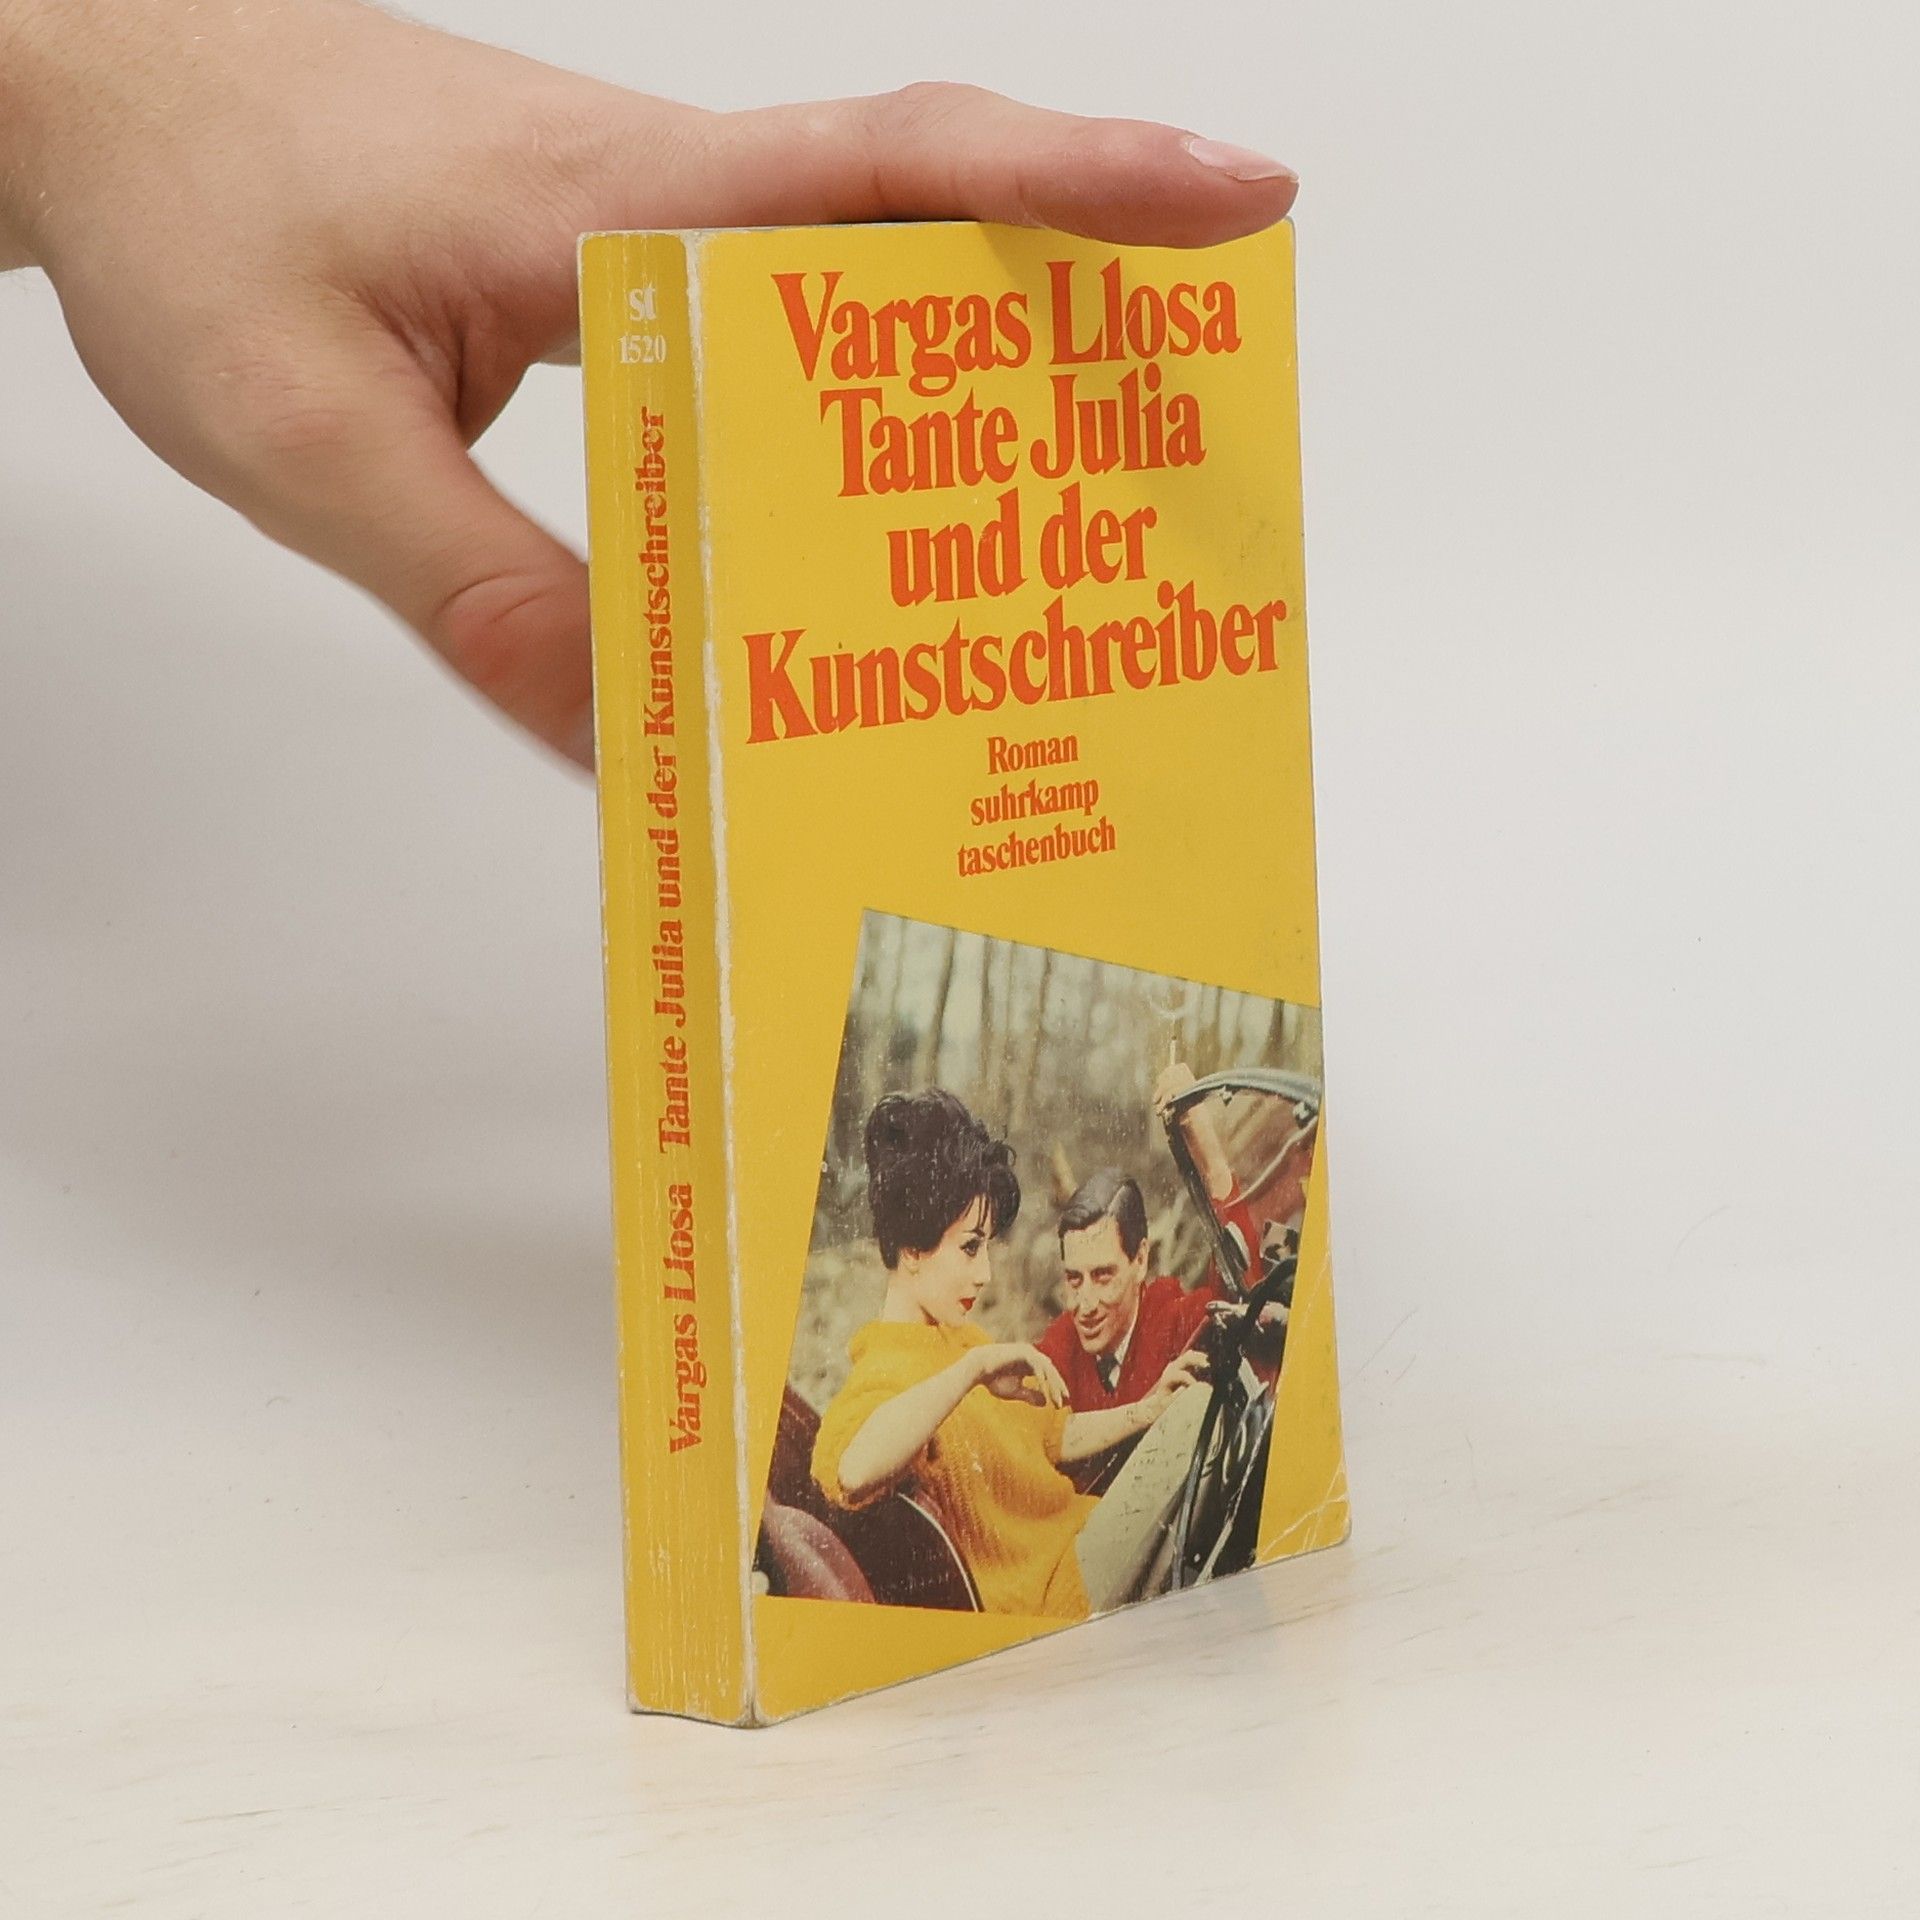 st
1520
Vargas Llosa Tante Julia und der Kunstschreiber
Vargas Llosa
Tante Julia
und der
Kunstschreiber
Roman
suhrkamp
taschenbuch